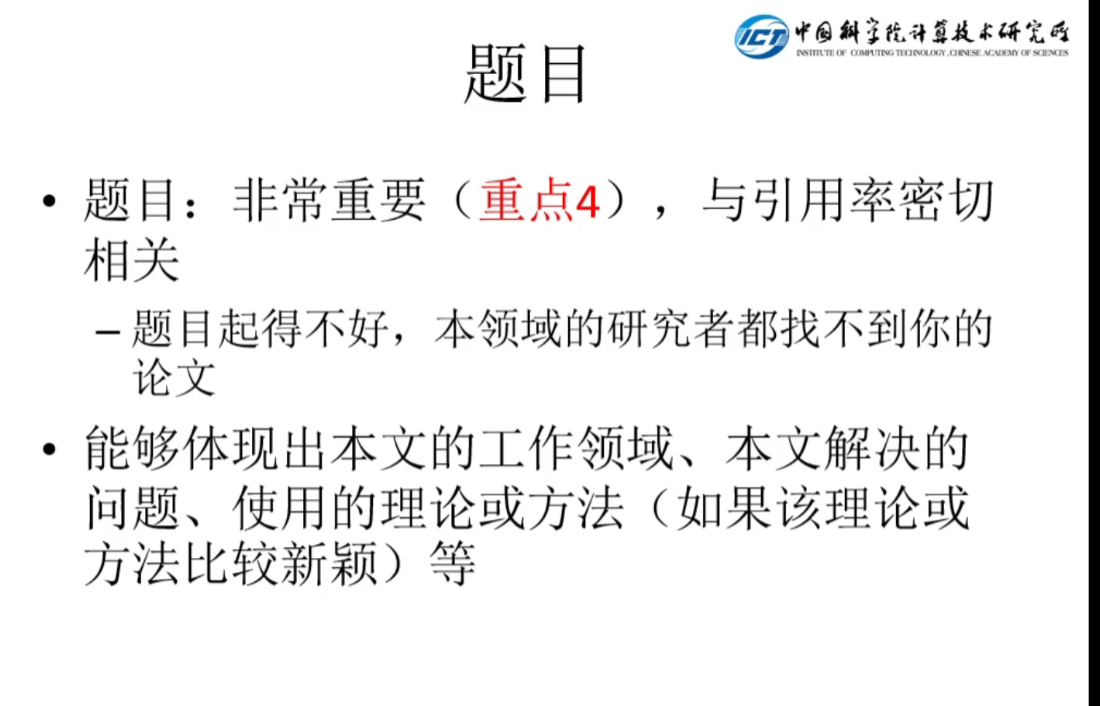 中国科学院计算技术研究所
INSTITUTE OF COMPUTING TECHNOLOGY, CHINESE ACADEMY OF SCIENCES
题目
• 题目：非常重要（重点4），与引用率密切
相关
– 题目起得不好，本领域的研究者都找不到你的
论文
• 能够体现出本文的工作领域、本文解决的
问题、使用的理论或方法（如果该理论或
方法比较新颖）等